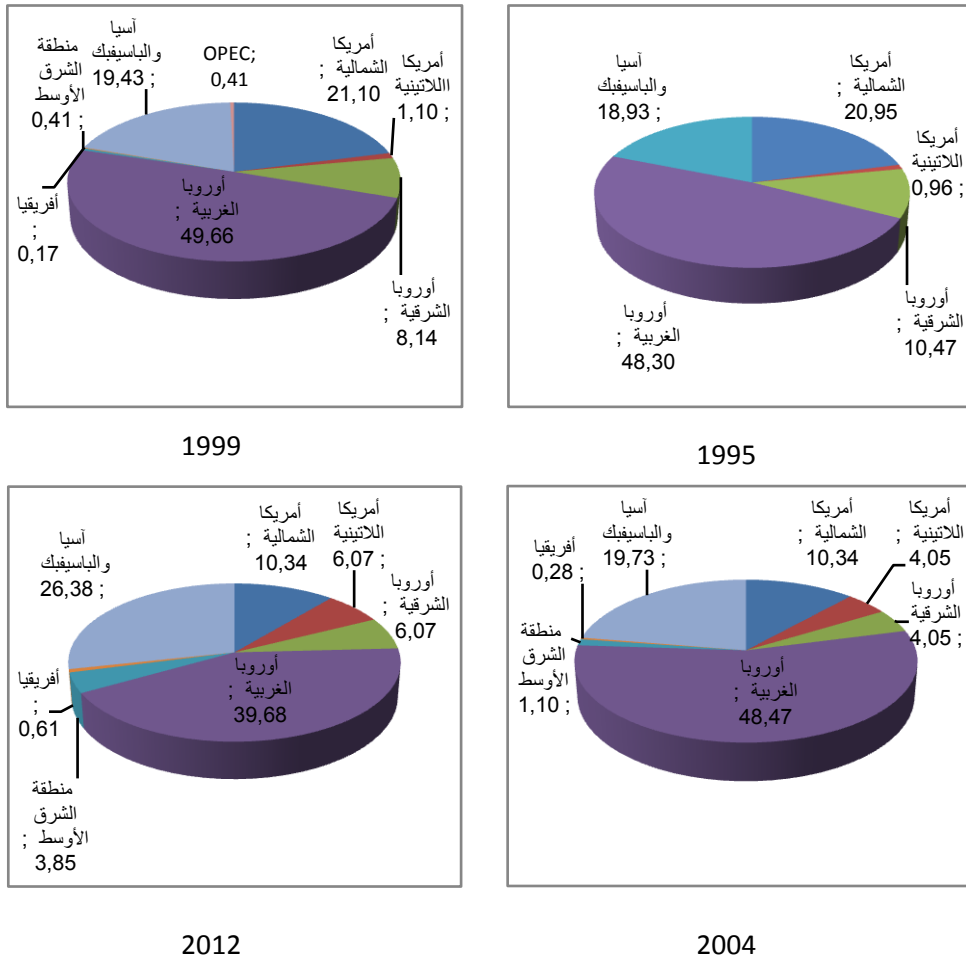 آسيا
والباسيفيك
19,43 ;
OPEC;
0,41
أمريكا
الشمالية ;
21,10
أمريكا
االلاتينية
1,10 ;
منطقة
الشرق
الأوسط
0,41 ;
أفريقيا
;
0,17
أوروبا
الغربية ;
49,66
أوروبا
الشرقية ;
8,14
1999
آسيا
والباسيفيك
18,93 ;
أمريكا
الشمالية ;
20,95
أمريكا
اللاتينية
0,96 ;
أوروبا
الشرقية ;
10,47
أوروبا
الغربية ;
48,30
1995
آسيا
والباسيفيك
26,38 ;
أمريكا
الشمالية ;
10,34
أمريكا
اللاتينية
6,07 ;
أوروبا
الشرقية ;
6,07
أوروبا
الغربية ;
39,68
أفريقيا
;
0,61
منطقة
الشرق
الأوسط ;
3,85
2012
أفريقيا
0,28 ;
آسيا
والباسيفيك
19,73 ;
أمريكا
الشمالية ;
10,34
أمريكا
اللاتينية ;
4,05
أوروبا
الشرقية
4,05 ;
أوروبا
الغربية ;
48,47
منطقة
الشرق
الأوسط
1,10 ;
2004